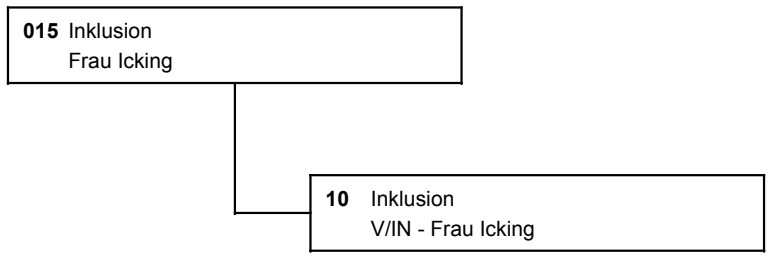 015 Inklusion
Frau Icking
10 Inklusion
V/IN - Frau Icking